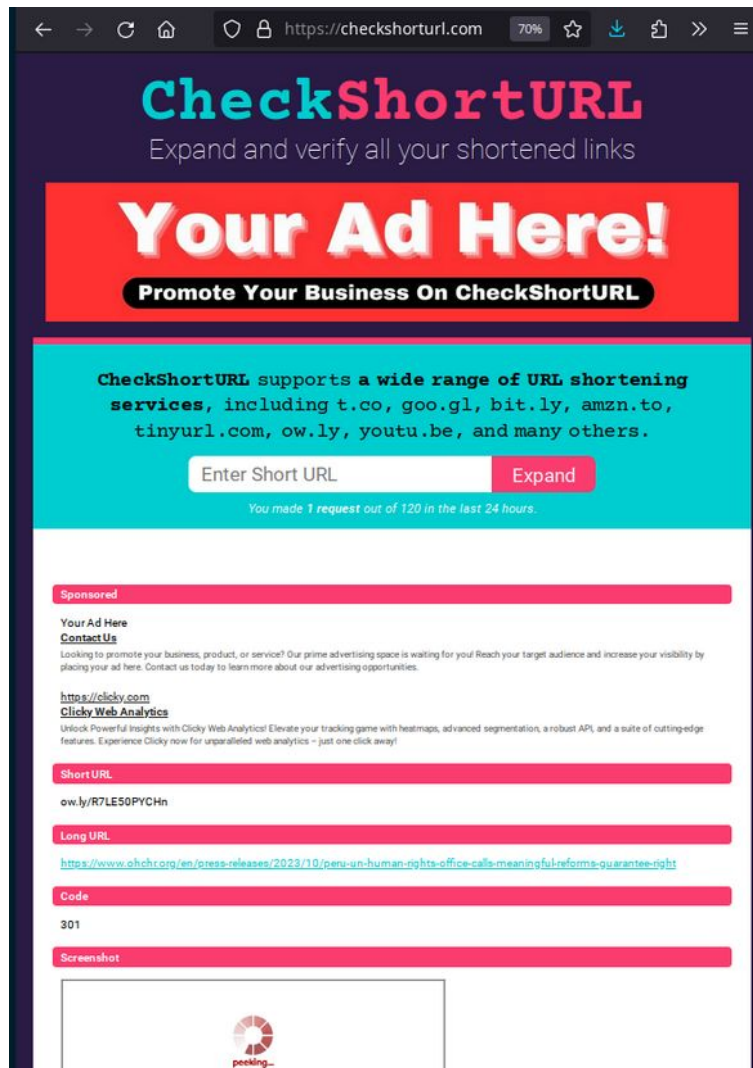 https://checkshorturl.com 70%
CheckShortURL
Expand and verify all your shortened links
Your Ad Here!
Promote Your Business On CheckShortURL
CheckShortURL supports a wide range of URL shortening
services, including t.co, goo.gl, bit.ly, amzn.to,
tinyurl.com, ow.ly, youtu.be, and many others.
Enter Short URL Expand
You made 1 request out of 120 in the last 24 hours.
Sponsored
Your Ad Here
Contact Us
Looking to promote your business, product, or service? Our prime advertising space is waiting for you! Reach your target audience and increase your visibility by
placing your ad here. Contact us today to learn more about our advertising opportunities.
https://clicky.com
Clicky Web Analytics
Unlock Powerful Insights with Clicky Web Analytics! Elevate your tracking game with heatmaps, advanced segmentation, a robust API, and a suite of cutting-edge
features. Experience Clicky now for unparalleled web analytics – just one click away!
Short URL
ow.ly/R7LE50PYCHn
Long URL
https://www.ohchr.org/en/press-releases/2023/10/peru-un-human-rights-office-calls-meaningful-reforms-guarantee-right
Code
301
Screenshot
peeking...